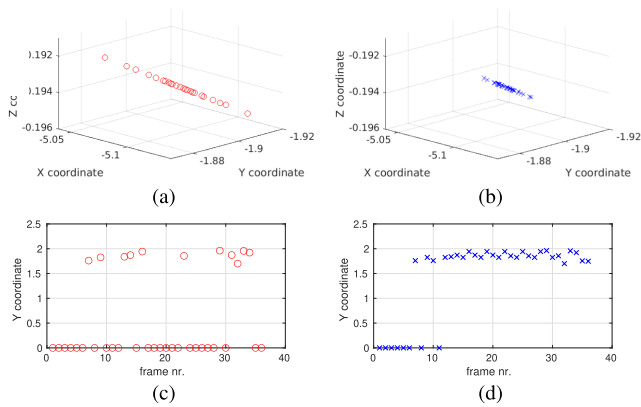 -0.192
-0.194
-0.196
Z cc
-5.05
-5.1
X coordinate
-1.88
-1.9
-1.92
Y coordinate
(a)
-0.192
-0.194
-0.196
Z coordinate
-5.05
-5.1
X coordinate
-1.88
-1.9
-1.92
Y coordinate
(b)
2.5
2
1.5
1
0.5
0
Y coordinate
0 10 20 30 40
frame nr.
(c)
2.5
2
1.5
1
0.5
0
Y coordinate
0 10 20 30 40
frame nr.
(d)